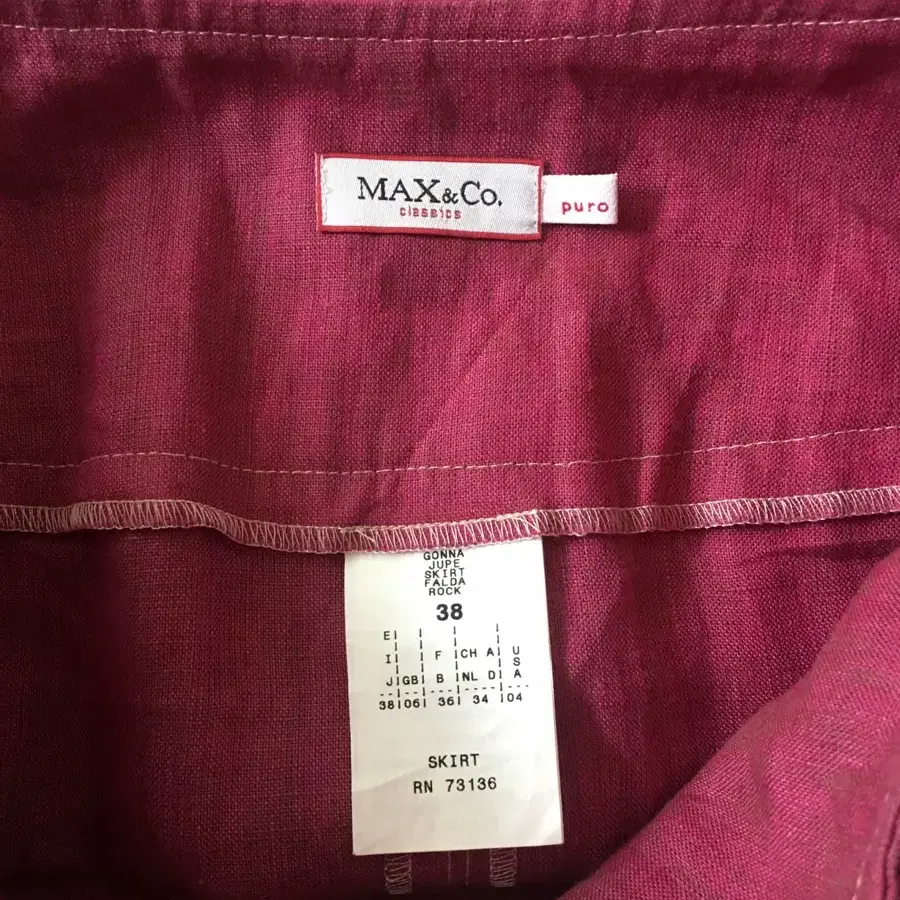 MAX&Co.
classics
puro
GONNA
JUPE
SKIRT
FALDA
ROCK
38
E| | | |
I| | F |CH A| U
J|GB| B |NL D| S
A
--|--|---|----|---
38|06| 36| 34 |04
SKIRT
RN 73136